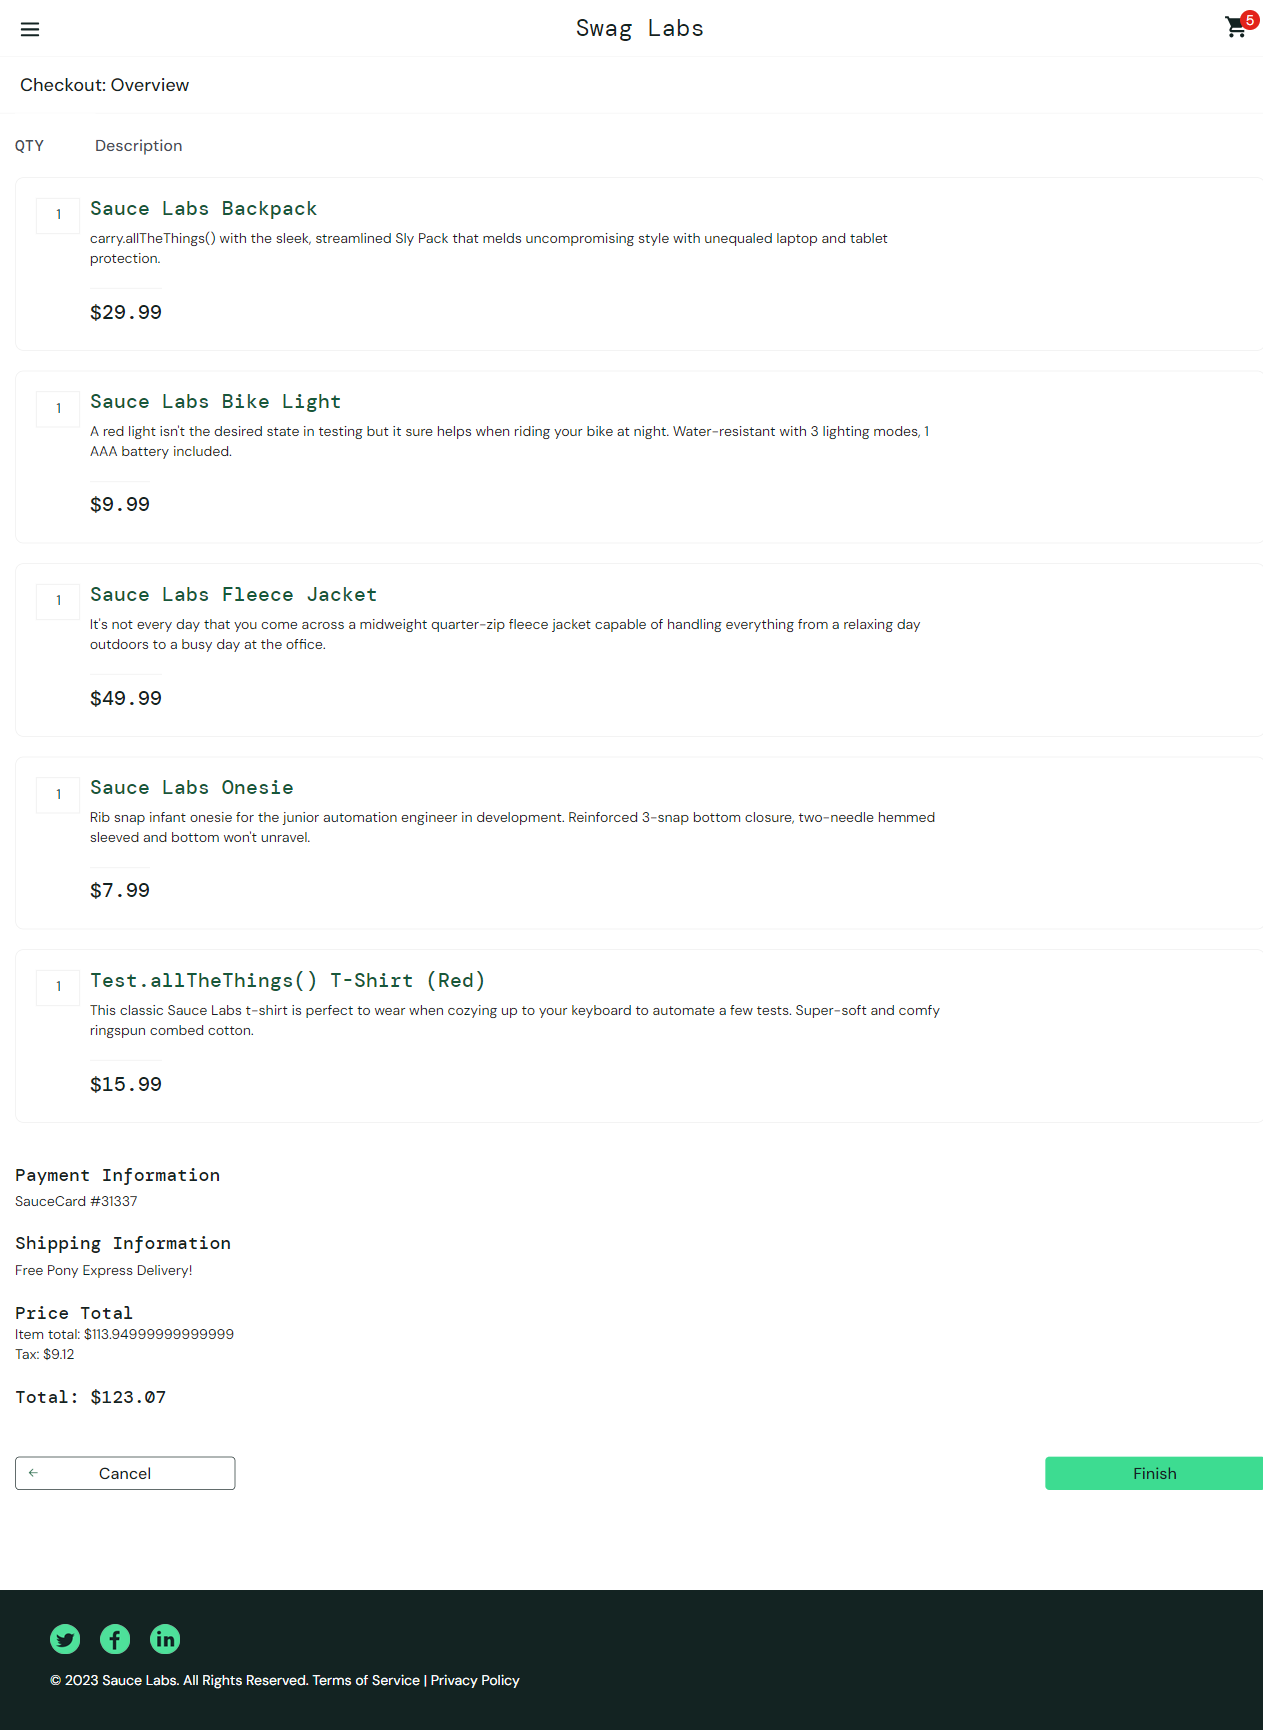 Swag Labs
5
Checkout: Overview
QTY Description
1
Sauce Labs Backpack
carry.allTheThings() with the sleek, streamlined Sly Pack that melds uncompromising style with unequaled laptop and tablet
protection.
$29.99
1
Sauce Labs Bike Light
A red light isn't the desired state in testing but it sure helps when riding your bike at night. Water-resistant with 3 lighting modes, 1
AAA battery included.
$9.99
1
Sauce Labs Fleece Jacket
It's not every day that you come across a midweight quarter-zip fleece jacket capable of handling everything from a relaxing day
outdoors to a busy day at the office.
$49.99
1
Sauce Labs Onesie
Rib snap infant onesie for the junior automation engineer in development. Reinforced 3-snap bottom closure, two-needle hemmed
sleeved and bottom won't unravel.
$7.99
1
Test.allTheThings() T-Shirt (Red)
This classic Sauce Labs t-shirt is perfect to wear when cozying up to your keyboard to automate a few tests. Super-soft and comfy
ringspun combed cotton.
$15.99
Payment Information
SauceCard #31337
Shipping Information
Free Pony Express Delivery!
Price Total
Item total: $113.94999999999999
Tax: $9.12
Total: $123.07
Cancel
Finish
© 2023 Sauce Labs. All Rights Reserved. Terms of Service | Privacy Policy